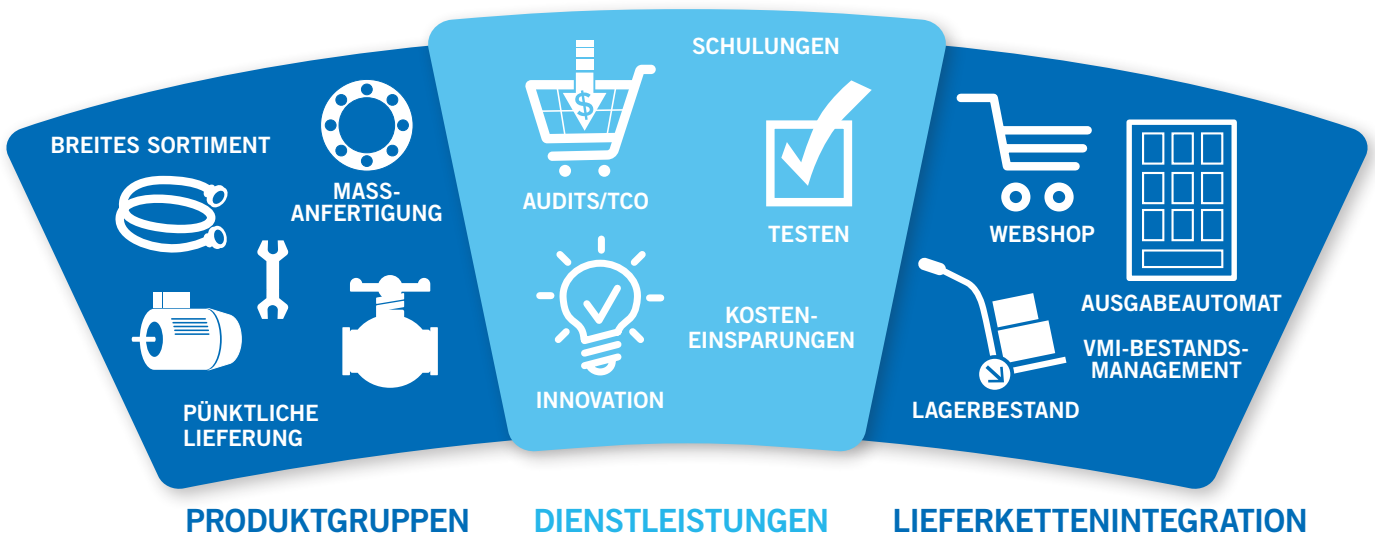 BREITES SORTIMENT
MASS-
ANFERTIGUNG
PÜNKTLICHE
LIEFERUNG
SCHULUNGEN
$
AUDITS/TCO
TESTEN
KOSTEN-
EINSPARUNGEN
INNOVATION
WEBSHOP
AUSGABEAUTOMAT
VMI-BESTANDS-
MANAGEMENT
LAGERBESTAND
PRODUKTGRUPPEN
DIENSTLEISTUNGEN
LIEFERKETTENINTEGRATION